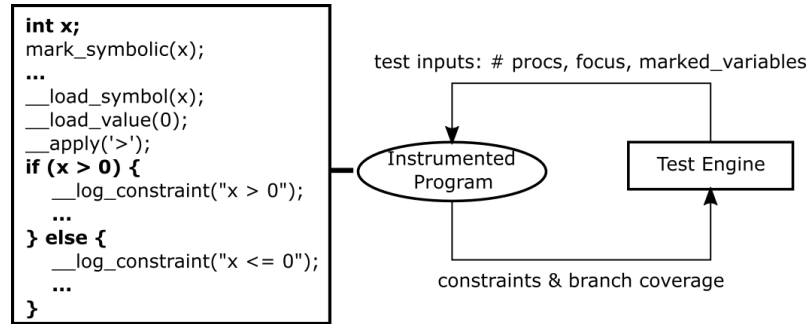 int x;
mark_symbolic(x);
...
__load_symbol(x);
__load_value(0);
__apply('>');
if (x > 0) {
__log_constraint("x > 0");
...
} else {
__log_constraint("x <= 0");
...
}
test inputs: # procs, focus, marked_variables
Instrumented
Program
Test Engine
constraints & branch coverage